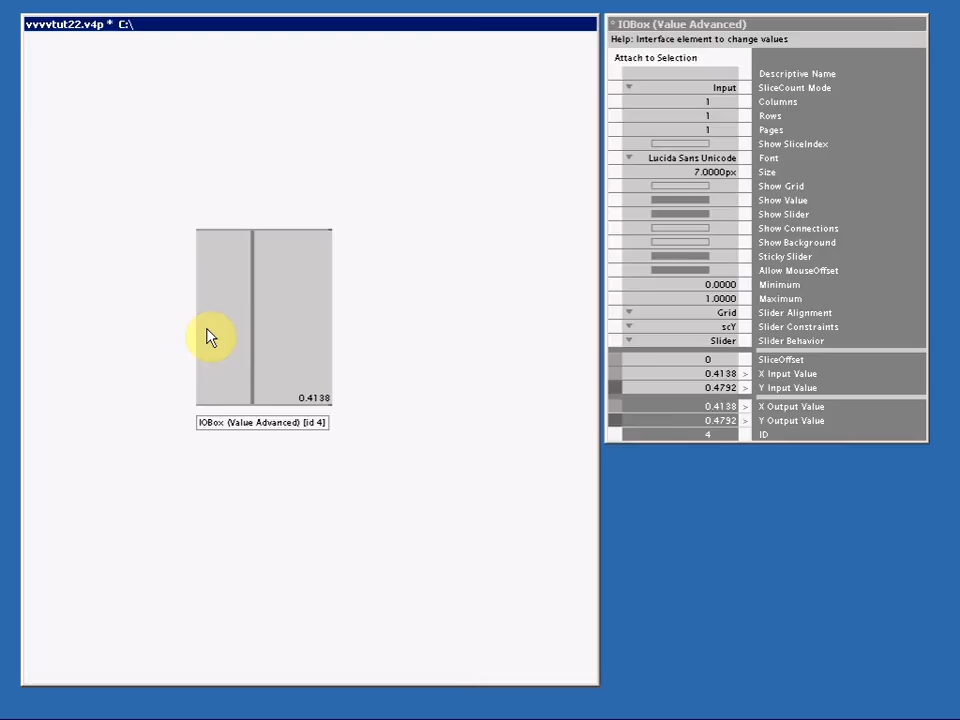 vvvvtut22.v4p * C:\
0.4138
IOBox (Value Advanced) [id 4]
* IOBox (Value Advanced)
Help: Interface element to change values
Attach to Selection
Descriptive Name
Input SliceCount Mode
1 Columns
1 Rows
1 Pages
Show SliceIndex
Lucida Sans Unicode Font
7.0000px Size
Show Grid
Show Value
Show Slider
Show Connections
Show Background
Sticky Slider
Allow MouseOffset
0.0000 Minimum
1.0000 Maximum
Grid Slider Alignment
scY Slider Constraints
Slider Slider Behavior
0 SliceOffset
0.4138 > X Input Value
0.4792 > Y Input Value
0.4138 > X Output Value
0.4792 > Y Output Value
4 ID